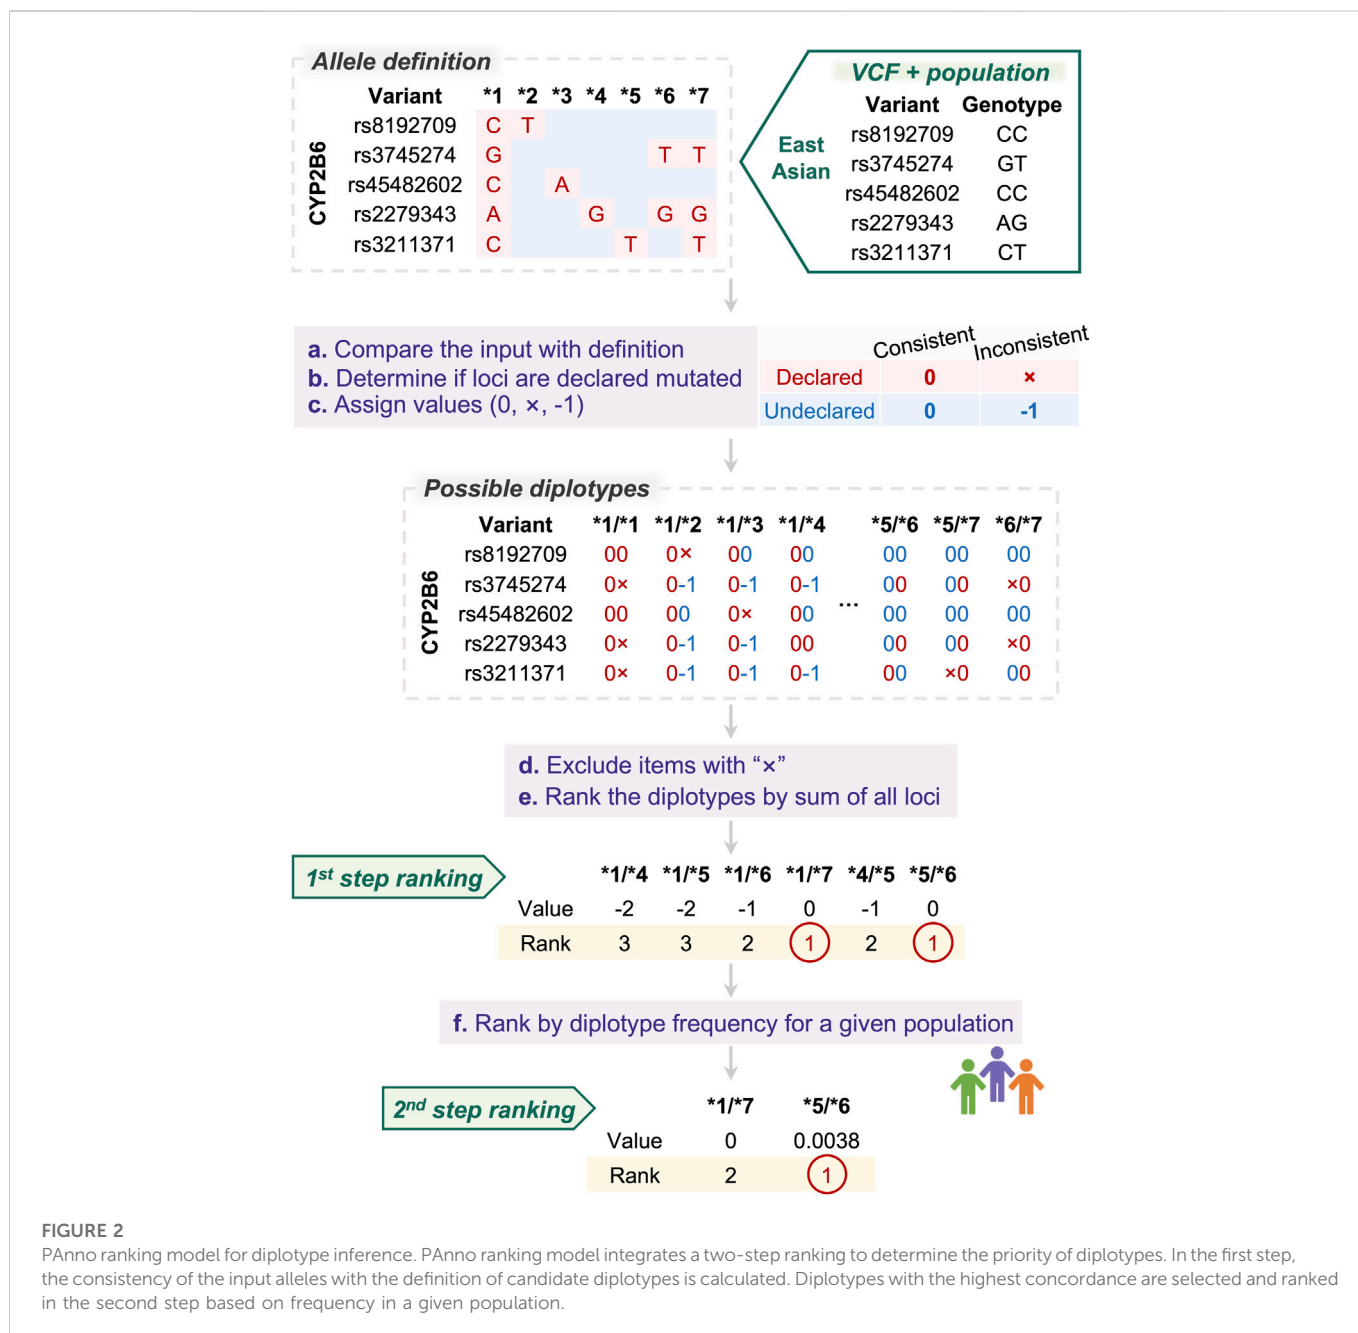 Allele definition
Variant *1 *2 *3 *4 *5 *6 *7
CYP2B6
rs8192709 C T
rs3745274 G T T
rs45482602 C A
rs2279343 A G G G
rs3211371 C T T
VCF + population
East
Asian
Variant Genotype
rs8192709 CC
rs3745274 GT
rs45482602 CC
rs2279343 AG
rs3211371 CT
a. Compare the input with definition
b. Determine if loci are declared mutated
c. Assign values (0, ×, -1)
Consistent Inconsistent
Declared 0 ×
Undeclared 0 -1
Possible diplotypes
Variant *1/*1 *1/*2 *1/*3 *1/*4 *5/*6 *5/*7 *6/*7
CYP2B6
rs8192709 00 0× 00 00 00 00 00
rs3745274 0× 0-1 0-1 0-1 00 00 ×0
rs45482602 00 00 0× 00 ... 00 00 00
rs2279343 0× 0-1 0-1 00 00 00 ×0
rs3211371 0× 0-1 0-1 0-1 00 ×0 00
d. Exclude items with “×”
e. Rank the diplotypes by sum of all loci
1st step ranking
*1/*4 *1/*5 *1/*6 *1/*7 *4/*5 *5/*6
Value -2 -2 -1 0 -1 0
Rank 3 3 2 1 2 1
f. Rank by diplotype frequency for a given population
2nd step ranking
*1/*7 *5/*6
Value 0 0.0038
Rank 2 1
FIGURE 2
PAnno ranking model for diplotype inference. PAnno ranking model integrates a two-step ranking to determine the priority of diplotypes. In the first step,
the consistency of the input alleles with the definition of candidate diplotypes is calculated. Diplotypes with the highest concordance are selected and ranked
in the second step based on frequency in a given population.